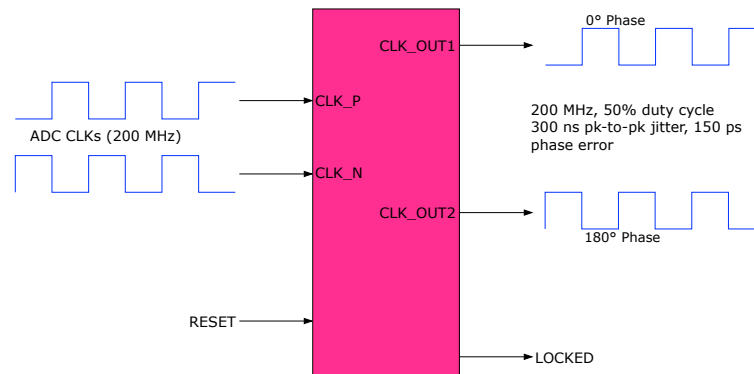 0° Phase
CLK_OUT1
CLK_P
200 MHz, 50% duty cycle
300 ns pk-to-pk jitter, 150 ps
phase error
ADC CLKs (200 MHz)
CLK_N
CLK_OUT2
180° Phase
RESET
LOCKED